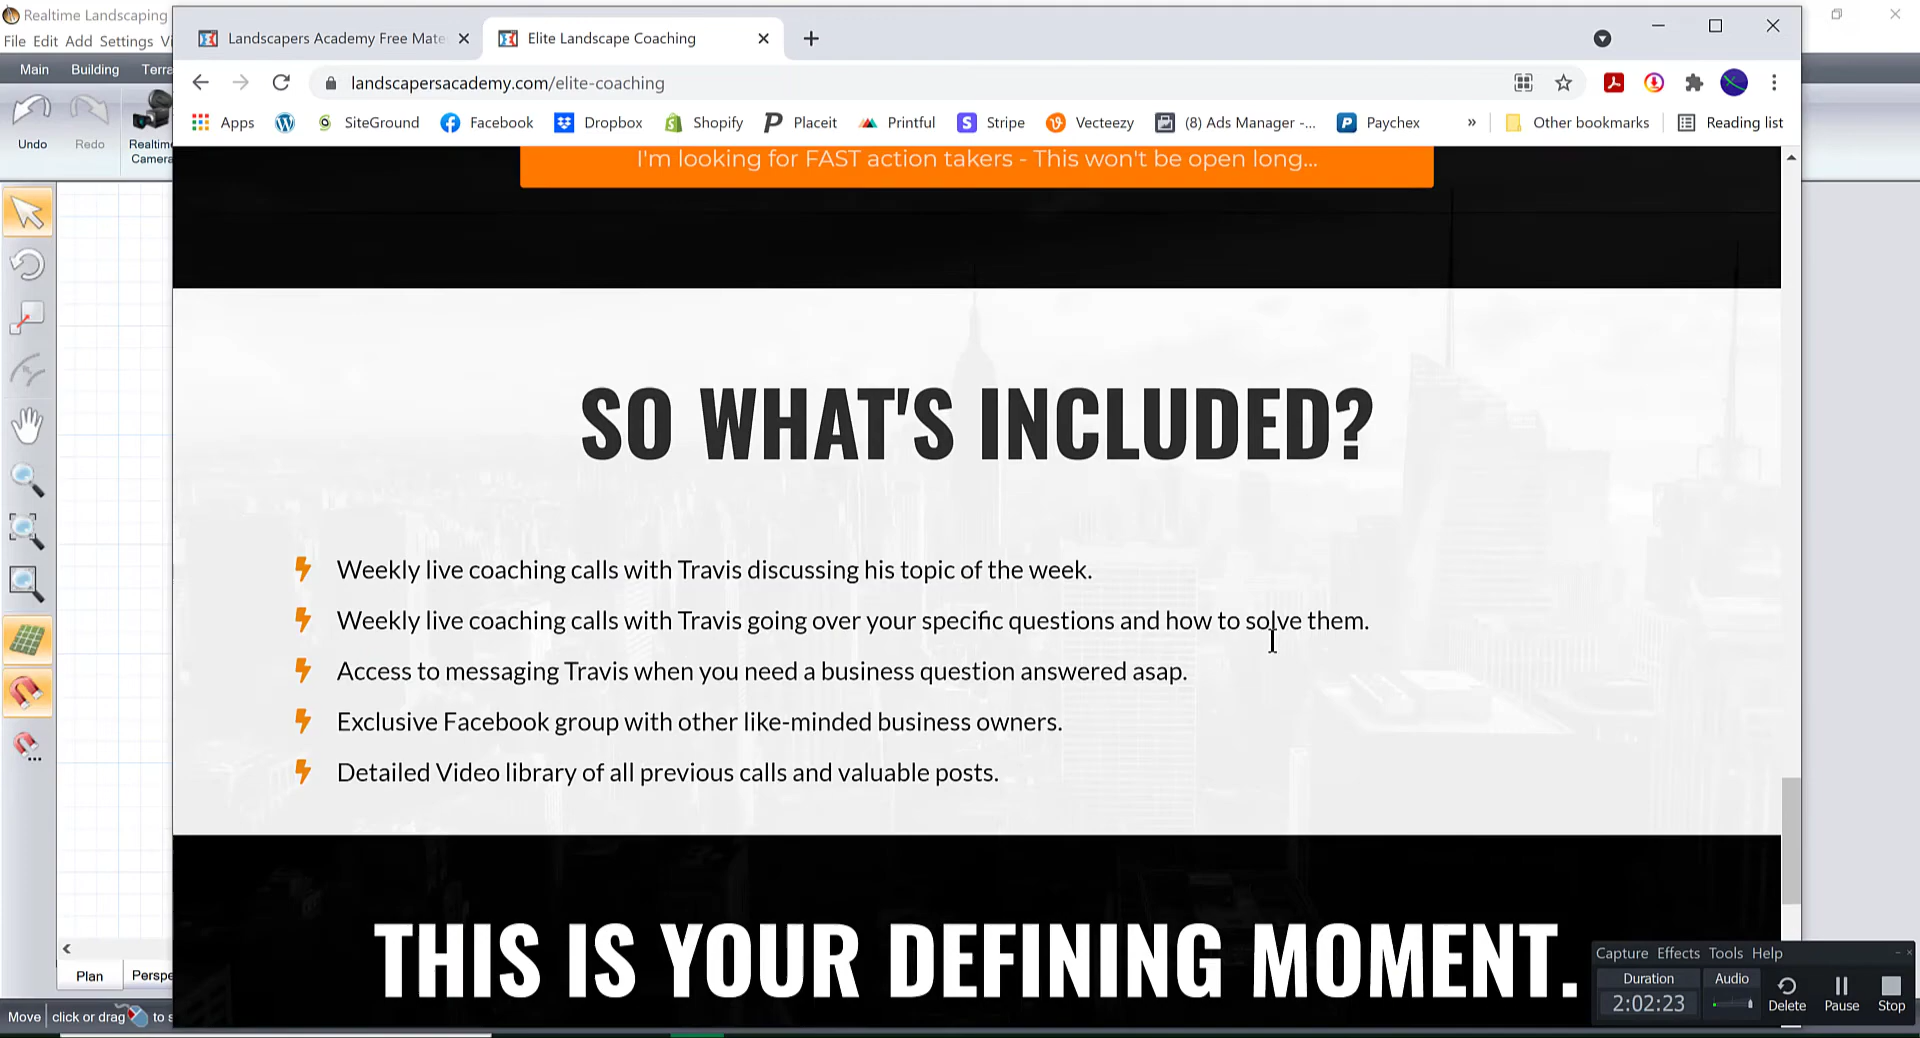 Realtime Landscaping
File Edit Add Settings Vi
Main Building Terra
Undo Redo Realtime
Camera
Landscapers Academy Free Mate
Elite Landscape Coaching
landscapersacademy.com/elite-coaching
Apps SiteGround Facebook Dropbox Shopify Placeit Printful Stripe Vecteezy (8) Ads Manager -... Paychex » Other bookmarks Reading list
I'm looking for FAST action takers - This won't be open long...
SO WHAT'S INCLUDED?
Weekly live coaching calls with Travis discussing his topic of the week.
Weekly live coaching calls with Travis going over your specific questions and how to solve them.
Access to messaging Travis when you need a business question answered asap.
Exclusive Facebook group with other like-minded business owners.
Detailed Video library of all previous calls and valuable posts.
THIS IS YOUR DEFINING MOMENT.
Plan Perspe
Move click or drag to s
Capture Effects Tools Help
Duration Audio
2:02:23 Delete Pause Stop